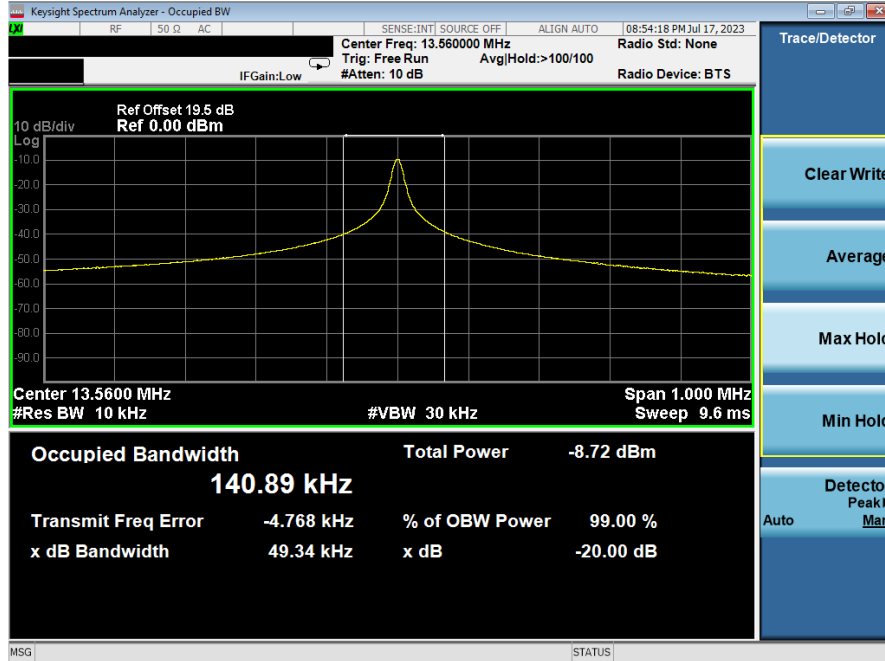 Keysight Spectrum Analyzer - Occupied BW
LXI RF 50 Ω AC SENSE:INT SOURCE OFF ALIGN AUTO 08:54:18 PM Jul 17, 2023
Center Freq: 13.560000 MHz Radio Std: None
Trig: Free Run Avg|Hold:>100/100
IFGain:Low #Atten: 10 dB Radio Device: BTS
Trace/Detector
Ref Offset 19.5 dB
10 dB/div Ref 0.00 dBm
Log
-10.0
-20.0
-30.0
-40.0
-50.0
-60.0
-70.0
-80.0
-90.0
Center 13.5600 MHz Span 1.000 MHz
#Res BW 10 kHz #VBW 30 kHz Sweep 9.6 ms
Occupied Bandwidth Total Power -8.72 dBm
140.89 kHz
Transmit Freq Error -4.768 kHz % of OBW Power 99.00 %
x dB Bandwidth 49.34 kHz x dB -20.00 dB
Clear Write
Average
Max Hold
Min Hold
Detecto
Peak
Auto Man
MSG STATUS